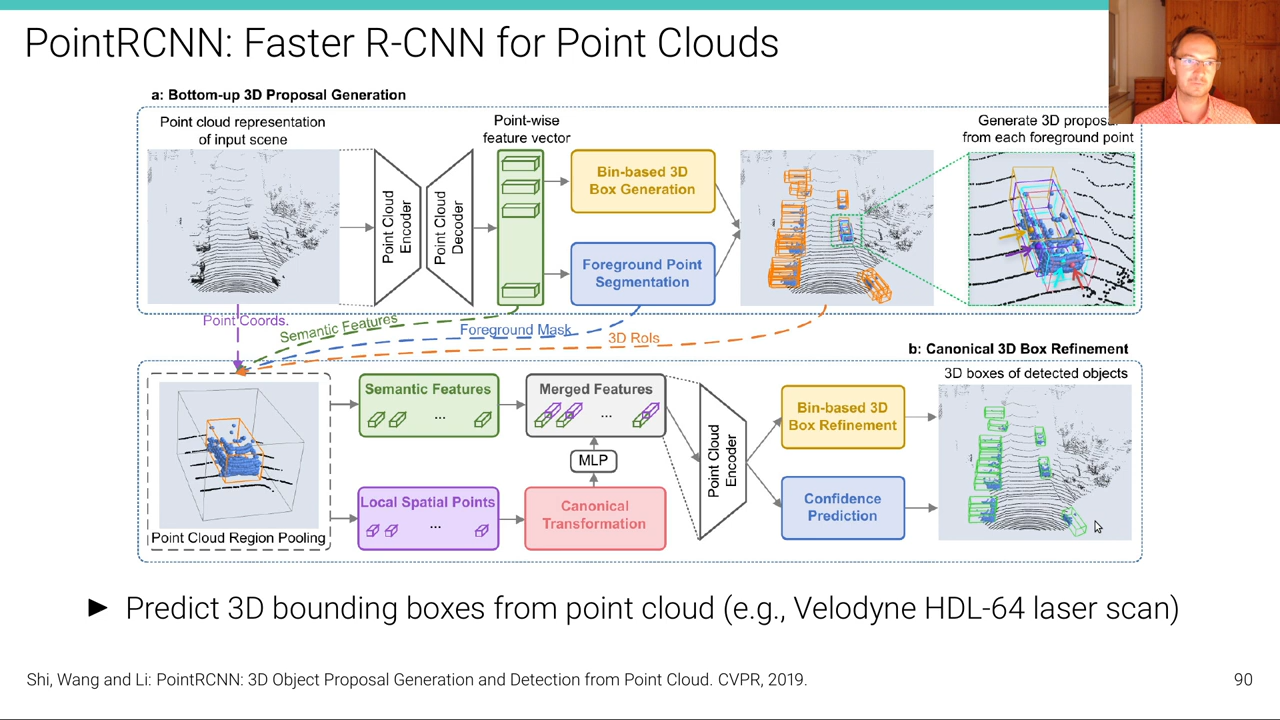 PointRCNN: Faster R-CNN for Point Clouds
a: Bottom-up 3D Proposal Generation
Point cloud representation
of input scene
Point-wise
feature vector
Generate 3D
from each foreground point
Point Cloud
Encoder
Point Cloud
Decoder
Bin-based 3D
Box Generation
Foreground Point
Segmentation
Point Coords.
Semantic Features
Foreground Mask
3D RoIs
b: Canonical 3D Box Refinement
3D boxes of detected objects
Point Cloud Region Pooling
Semantic Features
...
Local Spatial Points
...
Merged Features
...
MLP
Canonical
Transformation
Point Cloud
Encoder
Bin-based 3D
Box Refinement
Confidence
Prediction
► Predict 3D bounding boxes from point cloud (e.g., Velodyne HDL-64 laser scan)
Shi, Wang and Li: PointRCNN: 3D Object Proposal Generation and Detection from Point Cloud. CVPR, 2019.
90